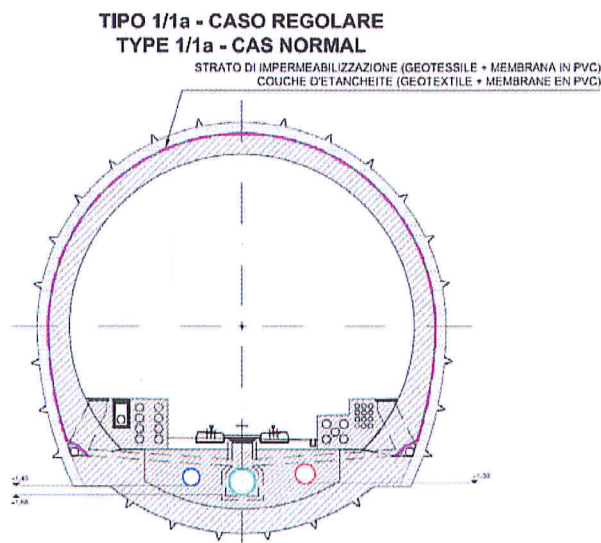 TIPO 1/1a - CASO REGOLARE
TYPE 1/1a - CAS NORMAL
STRATO DI IMPERMEABILIZZAZIONE (GEOTESSILE + MEMBRANA IN PVC)
COUCHE D'ETANCHEITE (GEOTEXTILE + MEMBRANE EN PVC)